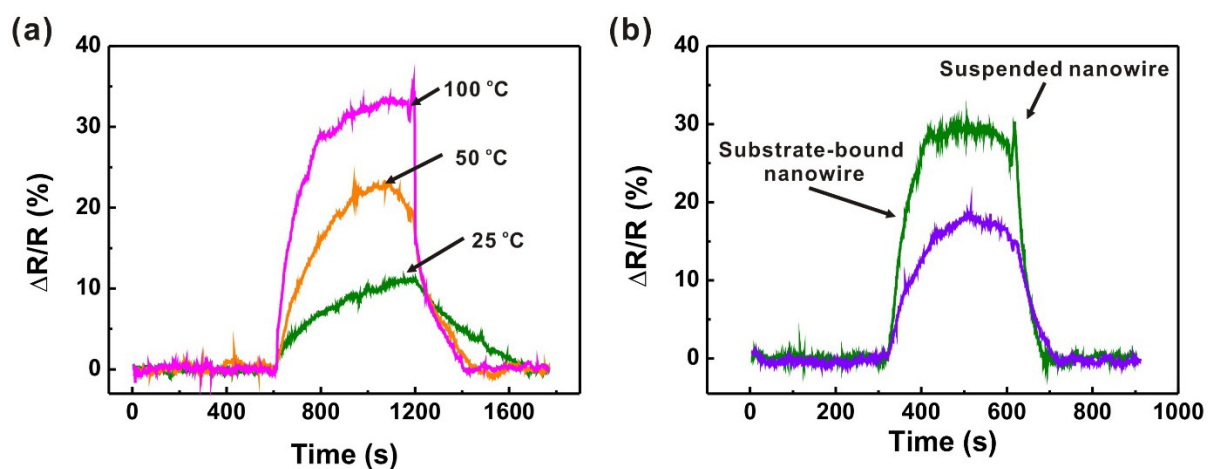 (a)
40
30
20
10
0
ΔR/R (%)
100 °C
50 °C
25 °C
0
400
800
1200
1600
Time (s)
(b)
40
30
20
10
0
ΔR/R (%)
Suspended nanowire
Substrate-bound
nanowire
0
200
400
600
800
1000
Time (s)